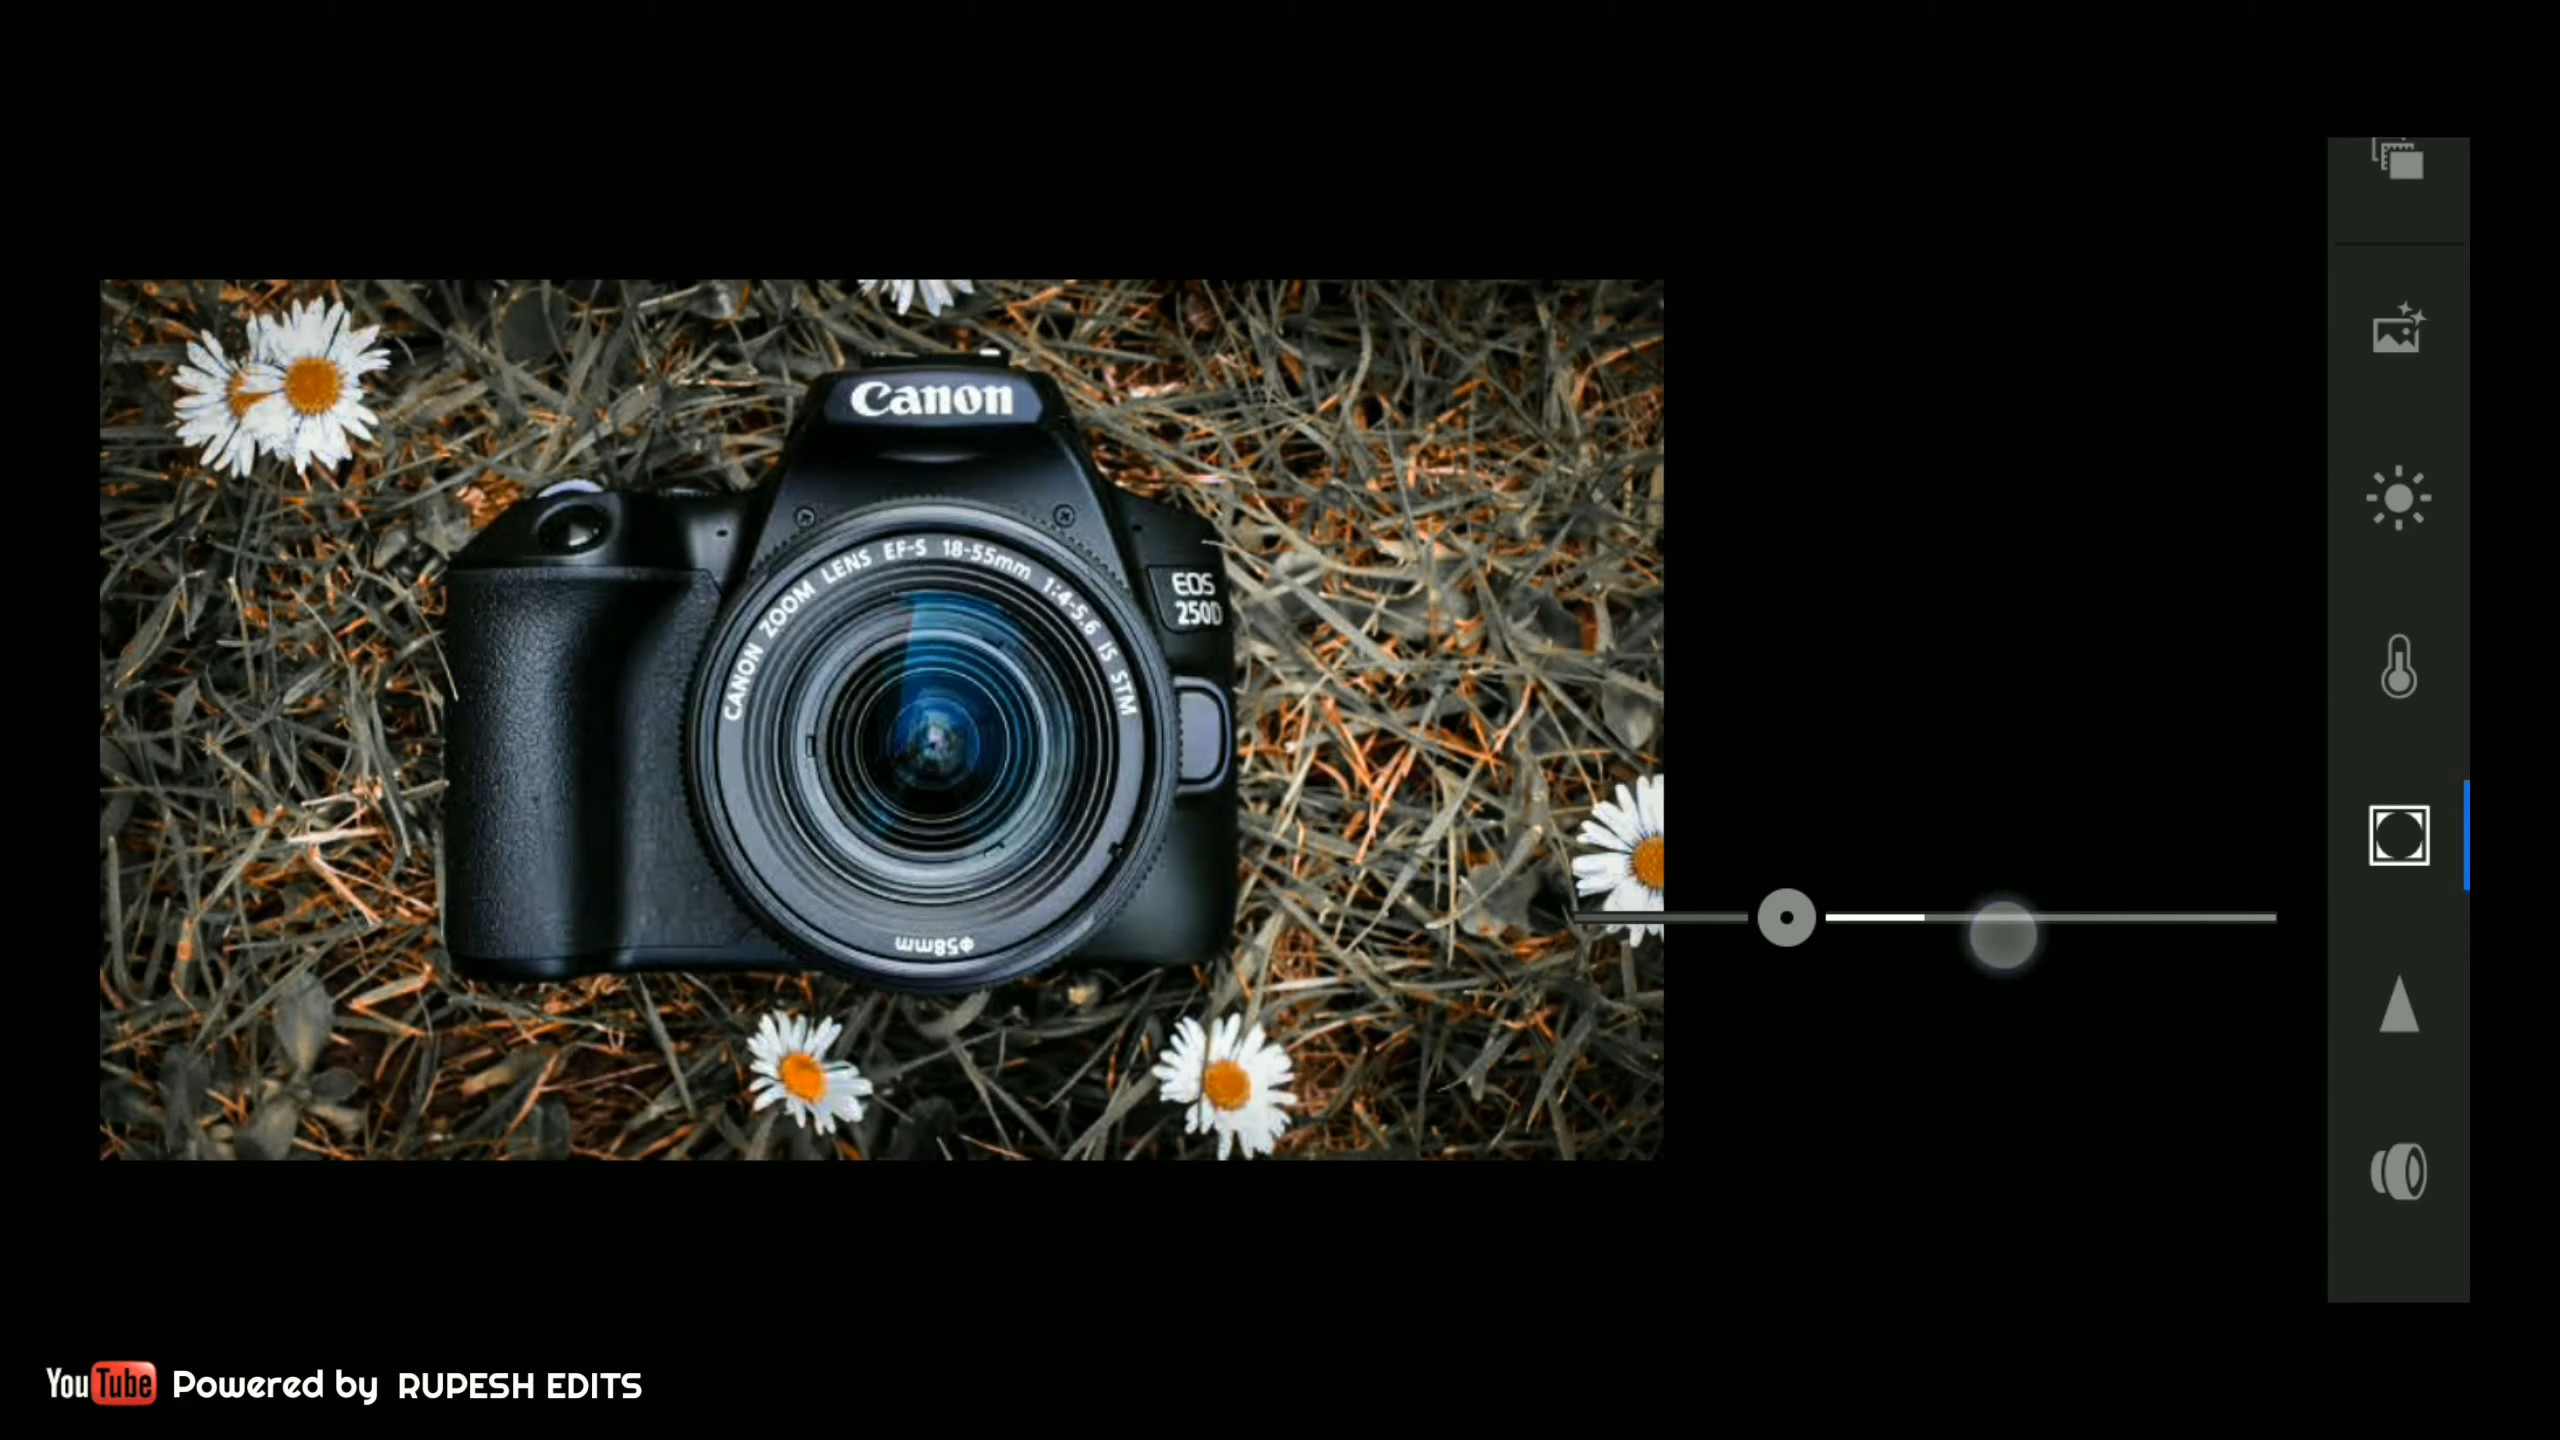 Canon
EOS
250D
CANON ZOOM LENS EF-S 18-55mm 1:4-5.6 IS STM
φ58mm
YouTube Powered by RUPESH EDITS